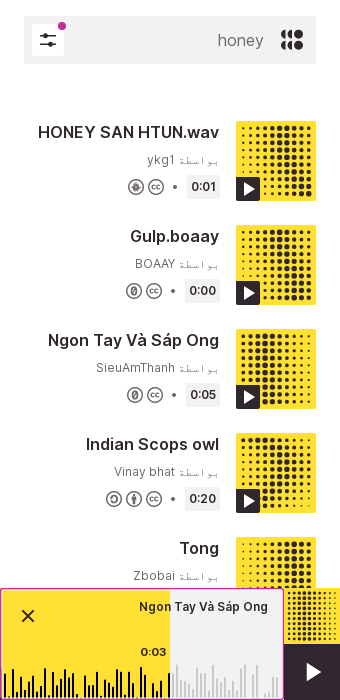 honey
HONEY SAN HTUN.wav
بواسطة ykg1
0:01
Gulp.boaay
بواسطة BOAAY
0:00
Ngon Tay Và Sáp Ong
بواسطة SieuAmThanh
0:05
Indian Scops owl
بواسطة Vinay bhat
0:20
Tong
بواسطة Zbobai
Ngon Tay Và Sáp Ong
0:03